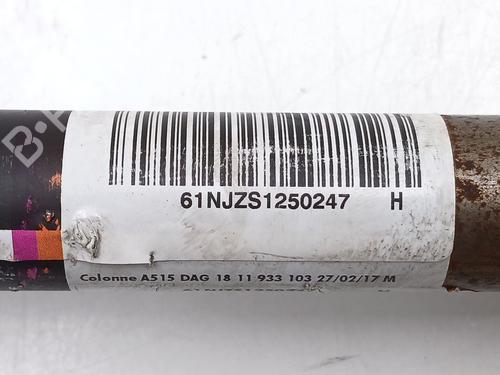 61NJZS1250247 H
Colonne A515 DAG 18 11 933 103 27/02/17 M